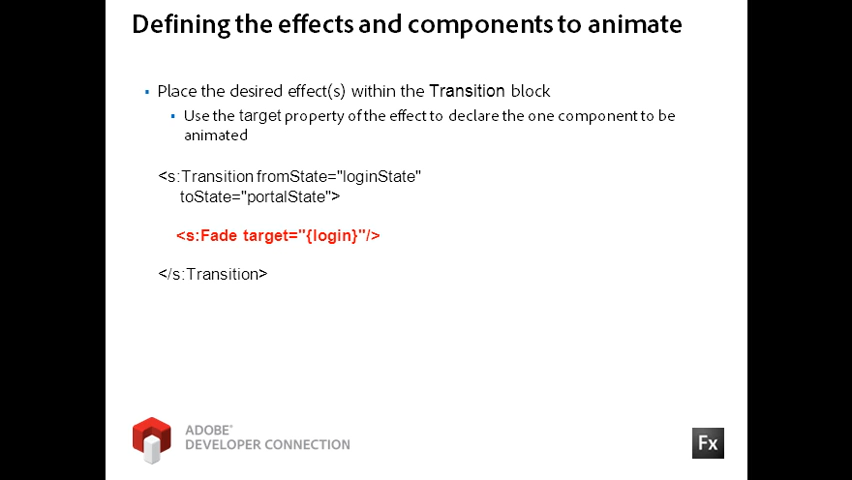 Defining the effects and components to animate
▪ Place the desired effect(s) within the Transition block
▪ Use the target property of the effect to declare the one component to be
animated
<s:Transition fromState="loginState"
toState="portalState">
<s:Fade target="{login}"/>
</s:Transition>
ADOBE®
DEVELOPER CONNECTION
Fx